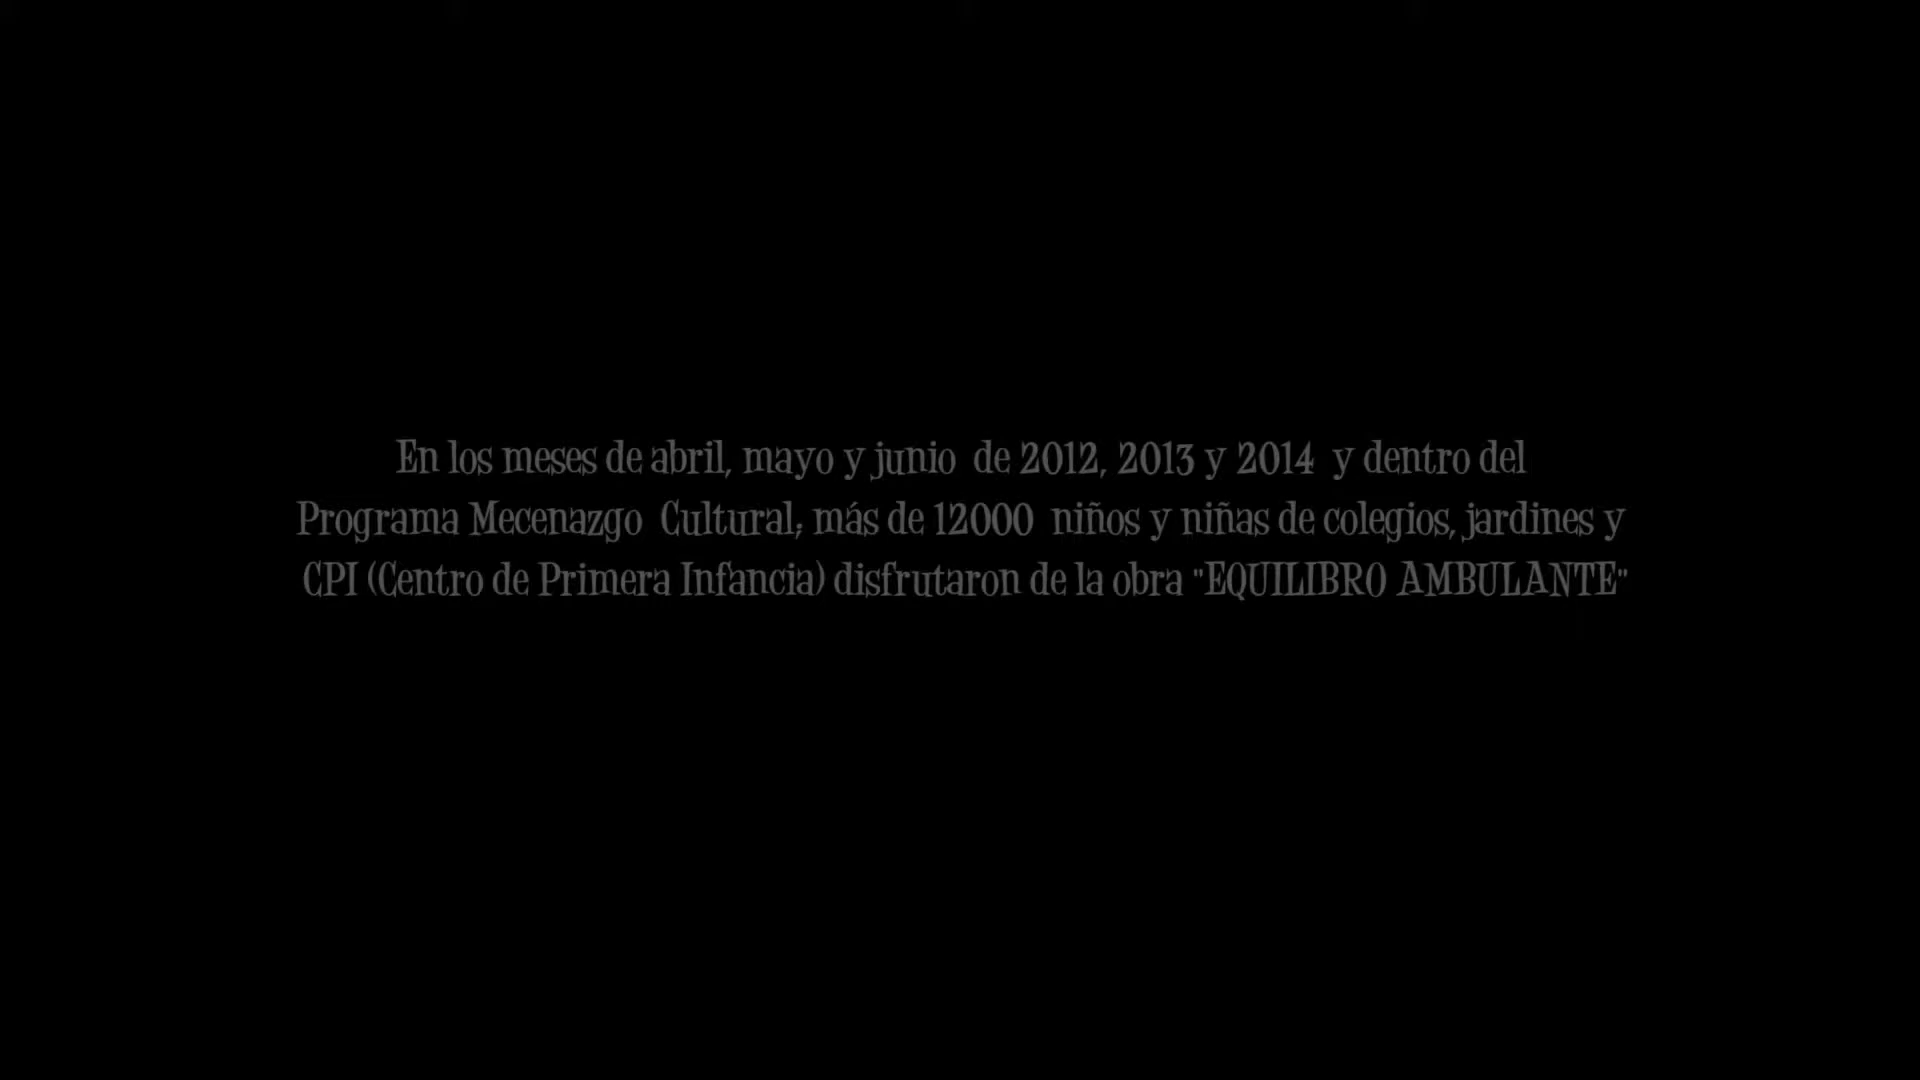 En los meses de abril, mayo y junio de 2012, 2013 y 2014 y dentro del
Programa Mecenazgo Cultural; más de 12000 niños y niñas de colegios, jardines y
CPI (Centro de Primera Infancia) disfrutaron de la obra "EQUILIBRO AMBULANTE"